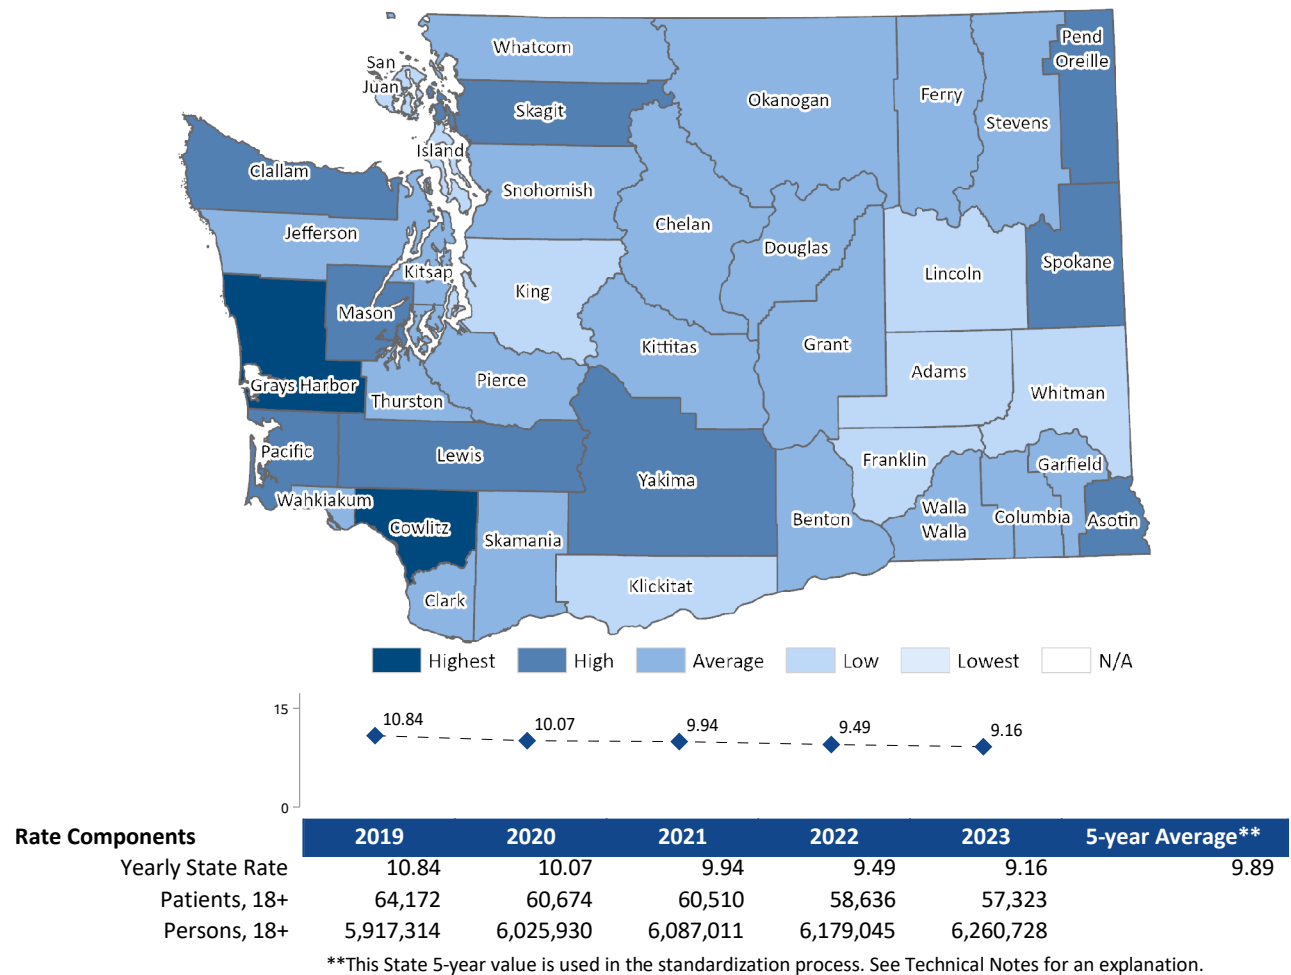 Whatcom
San
Juan
Skagit
Okanogan
Ferry
Stevens
Pend
Oreille
Clallam
Island
Snohomish
Chelan
Douglas
Jefferson
Kitsap
King
Lincoln
Spokane
Mason
Kittitas
Grant
Adams
Whitman
Grays Harbor
Thurston
Pierce
Pacific
Lewis
Yakima
Franklin
Garfield
Wahkiakum
Cowlitz
Skamania
Benton
Walla
Walla
Columbia
Asotin
Clark
Klickitat
Highest High Average Low Lowest N/A
15
10.84 10.07 9.94 9.49 9.16
0
Rate Components 2019 2020 2021 2022 2023 5-year Average**
Yearly State Rate 10.84 10.07 9.94 9.49 9.16 9.89
Patients, 18+ 64,172 60,674 60,510 58,636 57,323
Persons, 18+ 5,917,314 6,025,930 6,087,011 6,179,045 6,260,728
**This State 5-year value is used in the standardization process. See Technical Notes for an explanation.